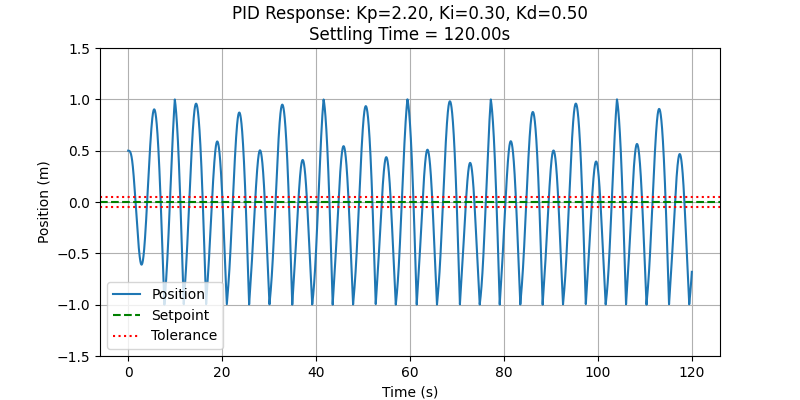 PID Response: Kp=2.20, Ki=0.30, Kd=0.50
Settling Time = 120.00s
1.5
1.0
0.5
0.0
−0.5
−1.0
−1.5
Position (m)
Position
Setpoint
Tolerance
0 20 40 60 80 100 120
Time (s)